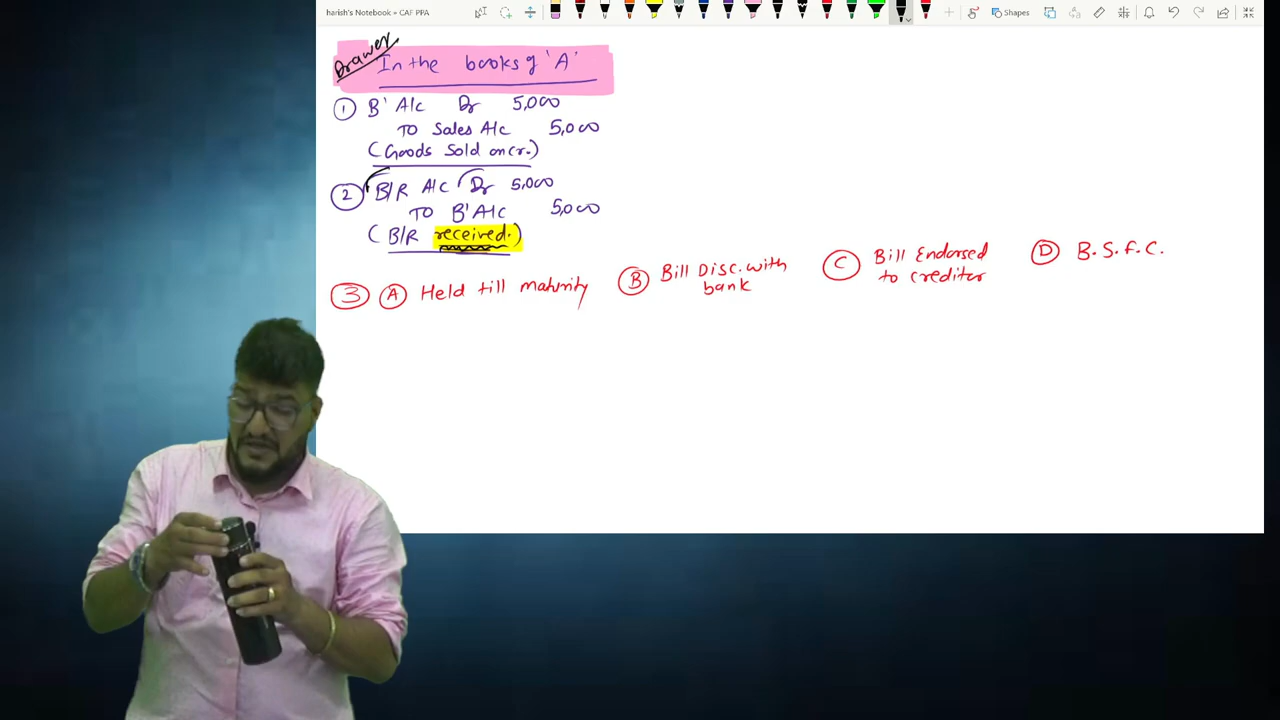 harish's Notebook » CAF PPA
Shapes
Drawer
In the books of 'A'
① B' A/c Dr 5,000
TO Sales A/c 5,000
(Goods Sold on cr.)
② B/R A/c Dr 5,000
TO B' A/c 5,000
(B/R received.)
③ Ⓐ Held till maturity
Ⓑ Bill Disc. with
bank
Ⓒ Bill Endorsed
to creditor
Ⓓ B.S.F.C.